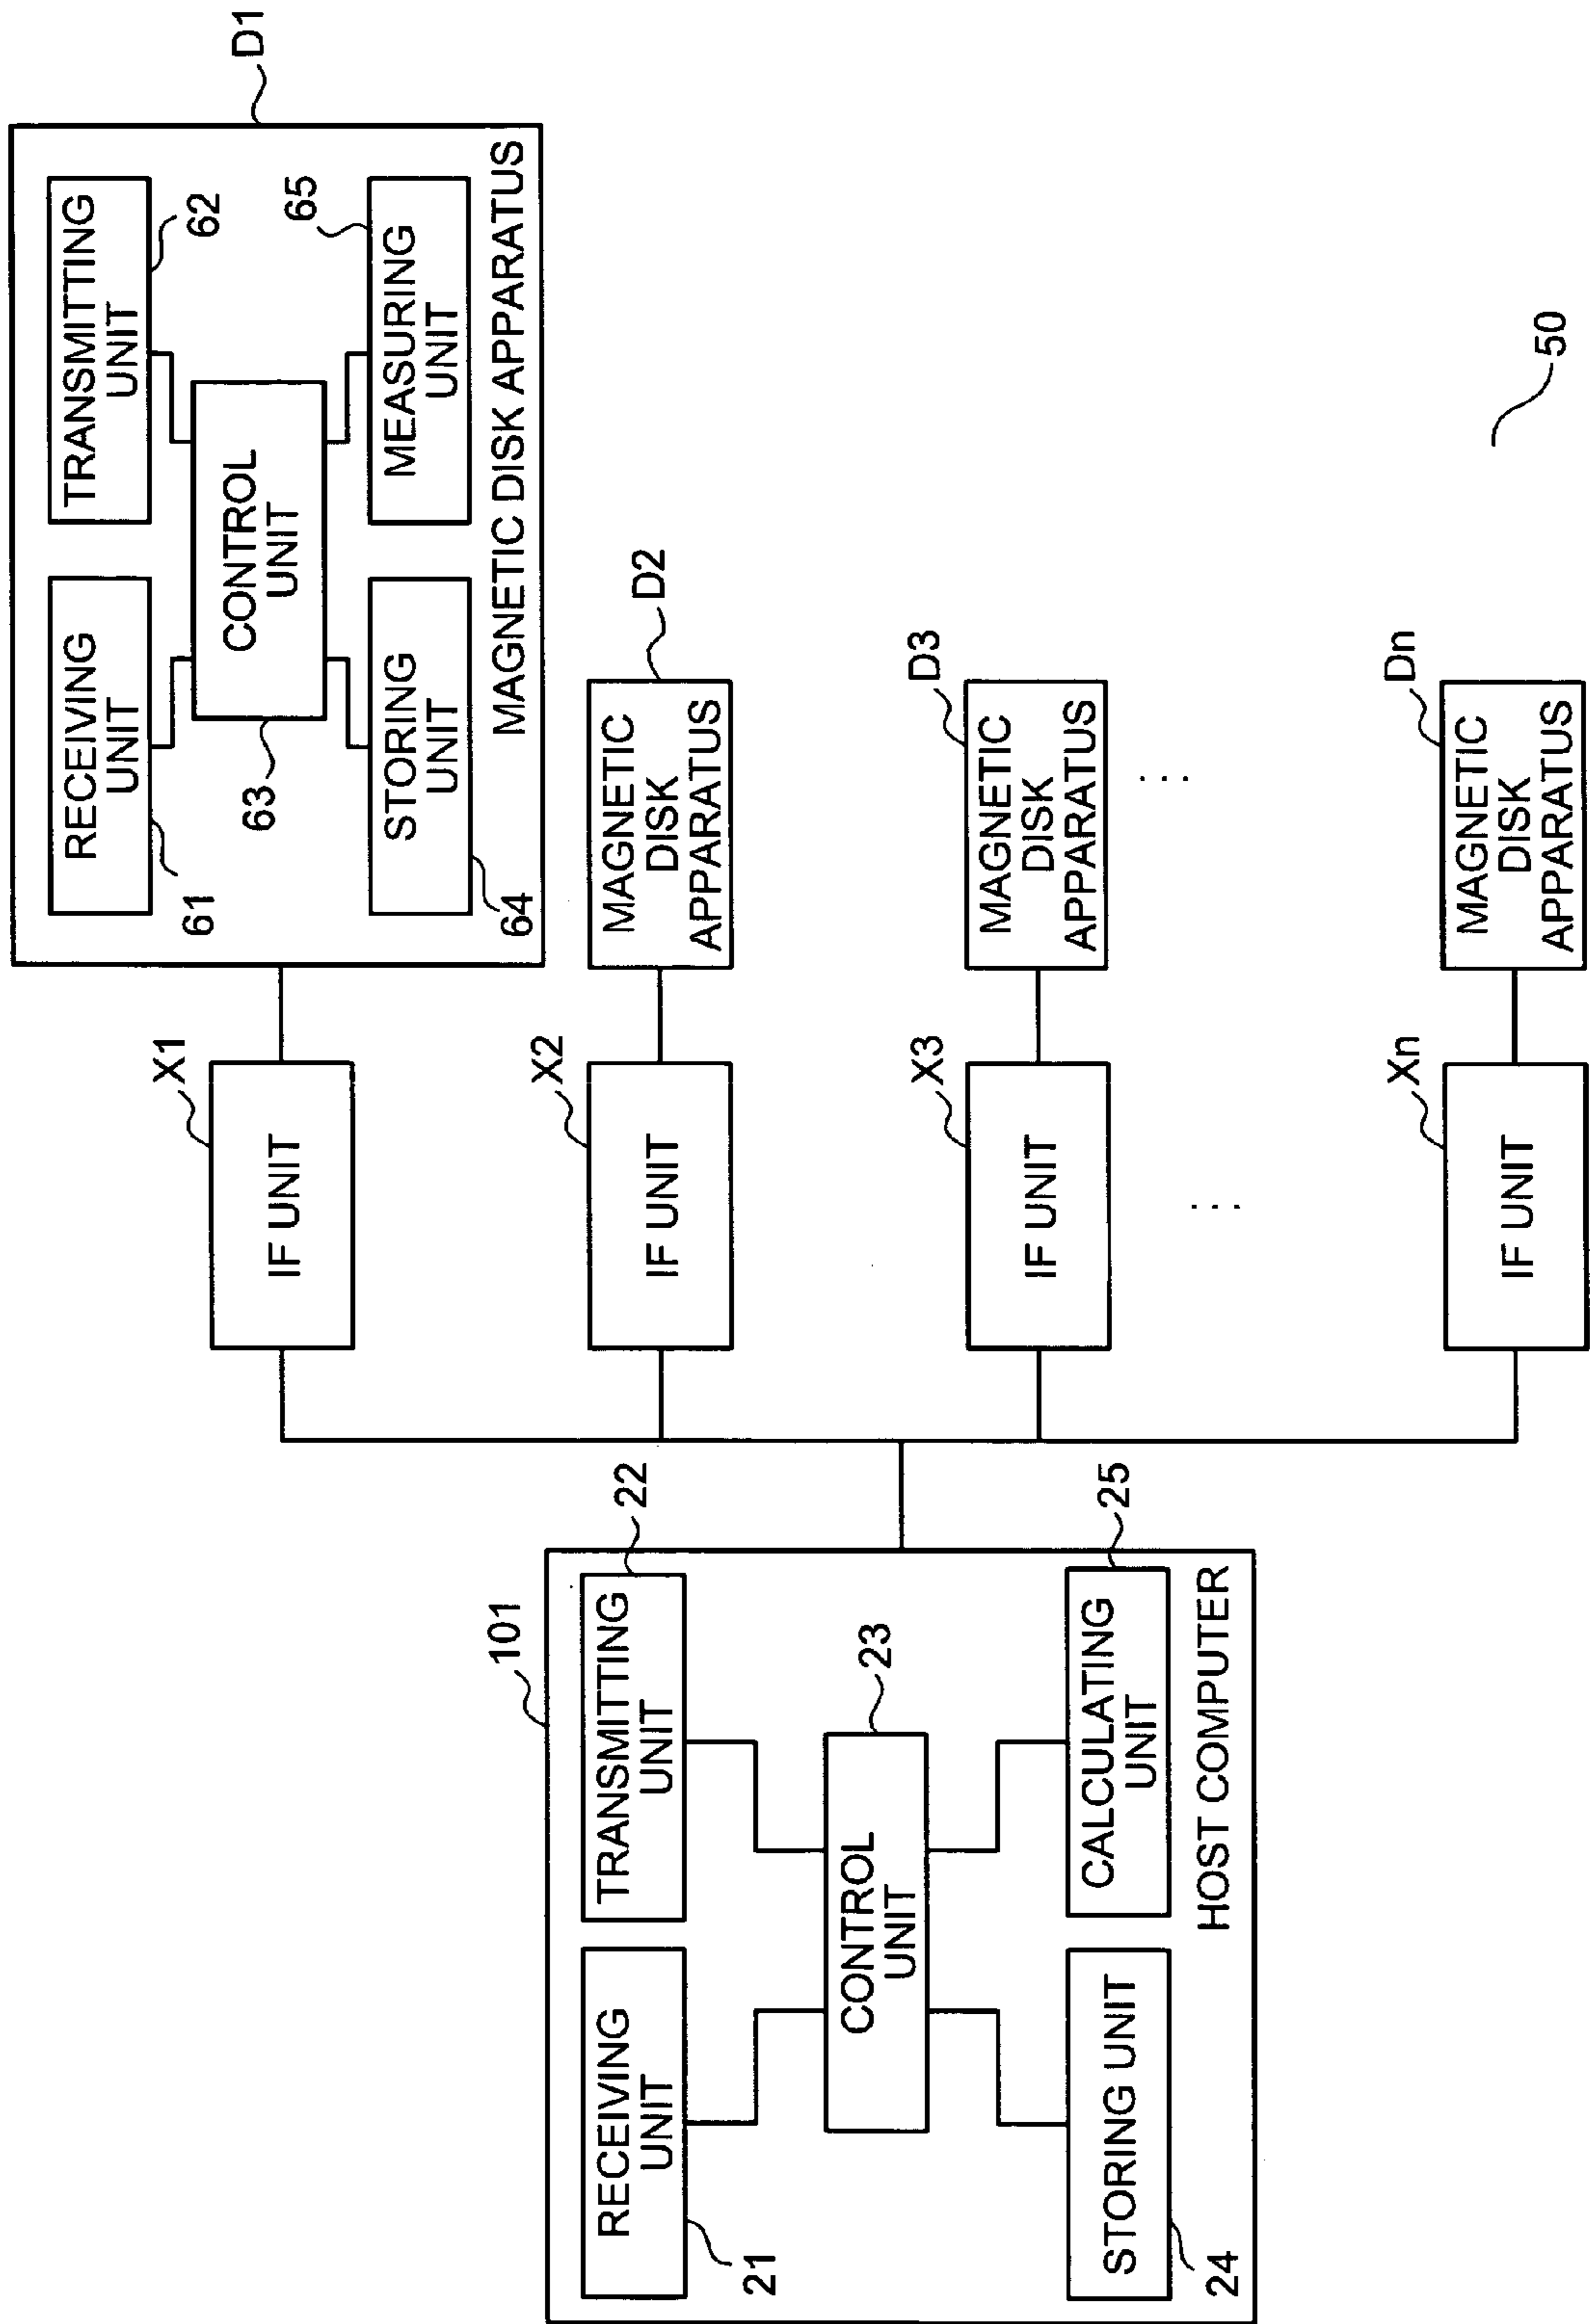 101
RECEIVING
UNIT
21
TRANSMITTING
UNIT
22
CONTROL
UNIT
23
STORING UNIT
24
CALCULATING
UNIT
25
HOST COMPUTER
IF UNIT
X1
IF UNIT
X2
IF UNIT
X3
...
IF UNIT
Xn
RECEIVING
UNIT
61
TRANSMITTING
UNIT
62
CONTROL
UNIT
63
STORING
UNIT
64
MEASURING
UNIT
65
MAGNETIC DISK APPARATUS
D1
MAGNETIC
DISK
APPARATUS
D2
MAGNETIC
DISK
APPARATUS
D3
...
MAGNETIC
DISK
APPARATUS
Dn
50